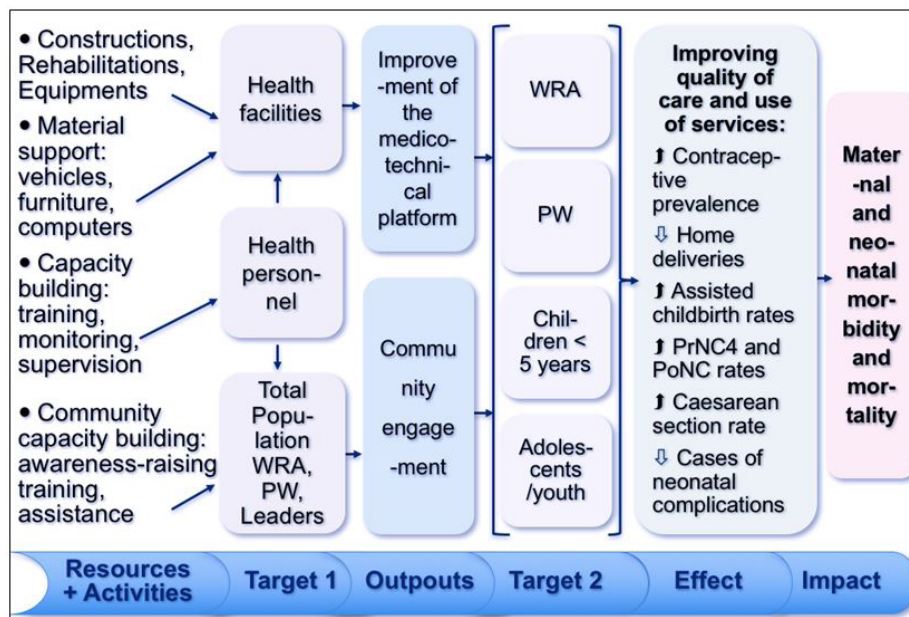 • Constructions,
Rehabilitations,
Equipments
• Material
support:
vehicles,
furniture,
computers
• Capacity
building:
training,
monitoring,
supervision
• Community
capacity building:
awareness-raising
training,
assistance
Health
facilities
Health
person-
nel
Total
Popu-
lation
WRA,
PW,
Leaders
Improve
-ment of
the
medico-
techni-
cal
platform
Commu
nity
engage
-ment
WRA
PW
Chil-
dren <
5 years
Adoles-
cents
/youth
Improving
quality of
care and use
of services:
⬆ Contracep-
tive
prevalence
⇩ Home
deliveries
⬆ Assisted
childbirth rates
⬆ PrNC4 and
PoNC rates
⬆ Caesarean
section rate
⇩ Cases of
neonatal
complications
Mater
-nal
and
neo-
natal
mor-
bidity
and
mor-
tality
Resources
+ Activities
Target 1
Outpouts
Target 2
Effect
Impact